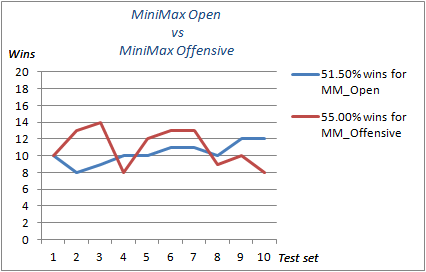 MiniMax Open
vs
MiniMax Offensive
Wins
20
18
16
14
12
10
8
6
4
2
0
1 2 3 4 5 6 7 8 9 10 Test set
51.50% wins for
MM_Open
55.00% wins for
MM_Offensive